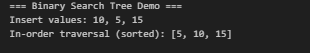 === Binary Search Tree Demo ===
Insert values: 10, 5, 15
In-order traversal (sorted): [5, 10, 15]